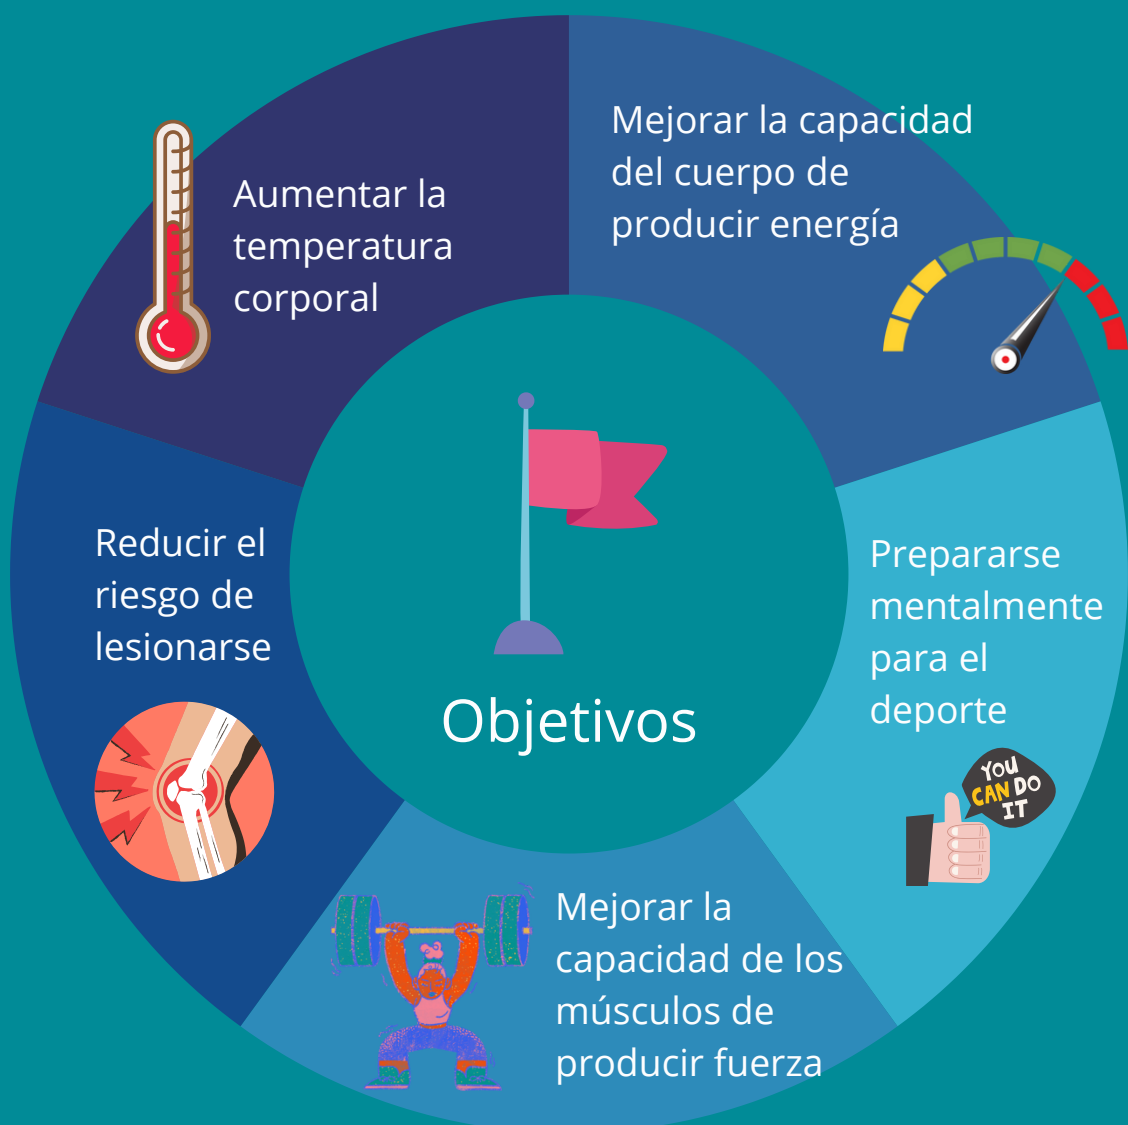 Aumentar la
temperatura
corporal
Mejorar la capacidad
del cuerpo de
producir energía
Prepararse
mentalmente
para el
deporte
YOU
CAN DO
IT
Mejorar la
capacidad de los
músculos de
producir fuerza
Reducir el
riesgo de
lesionarse
Objetivos